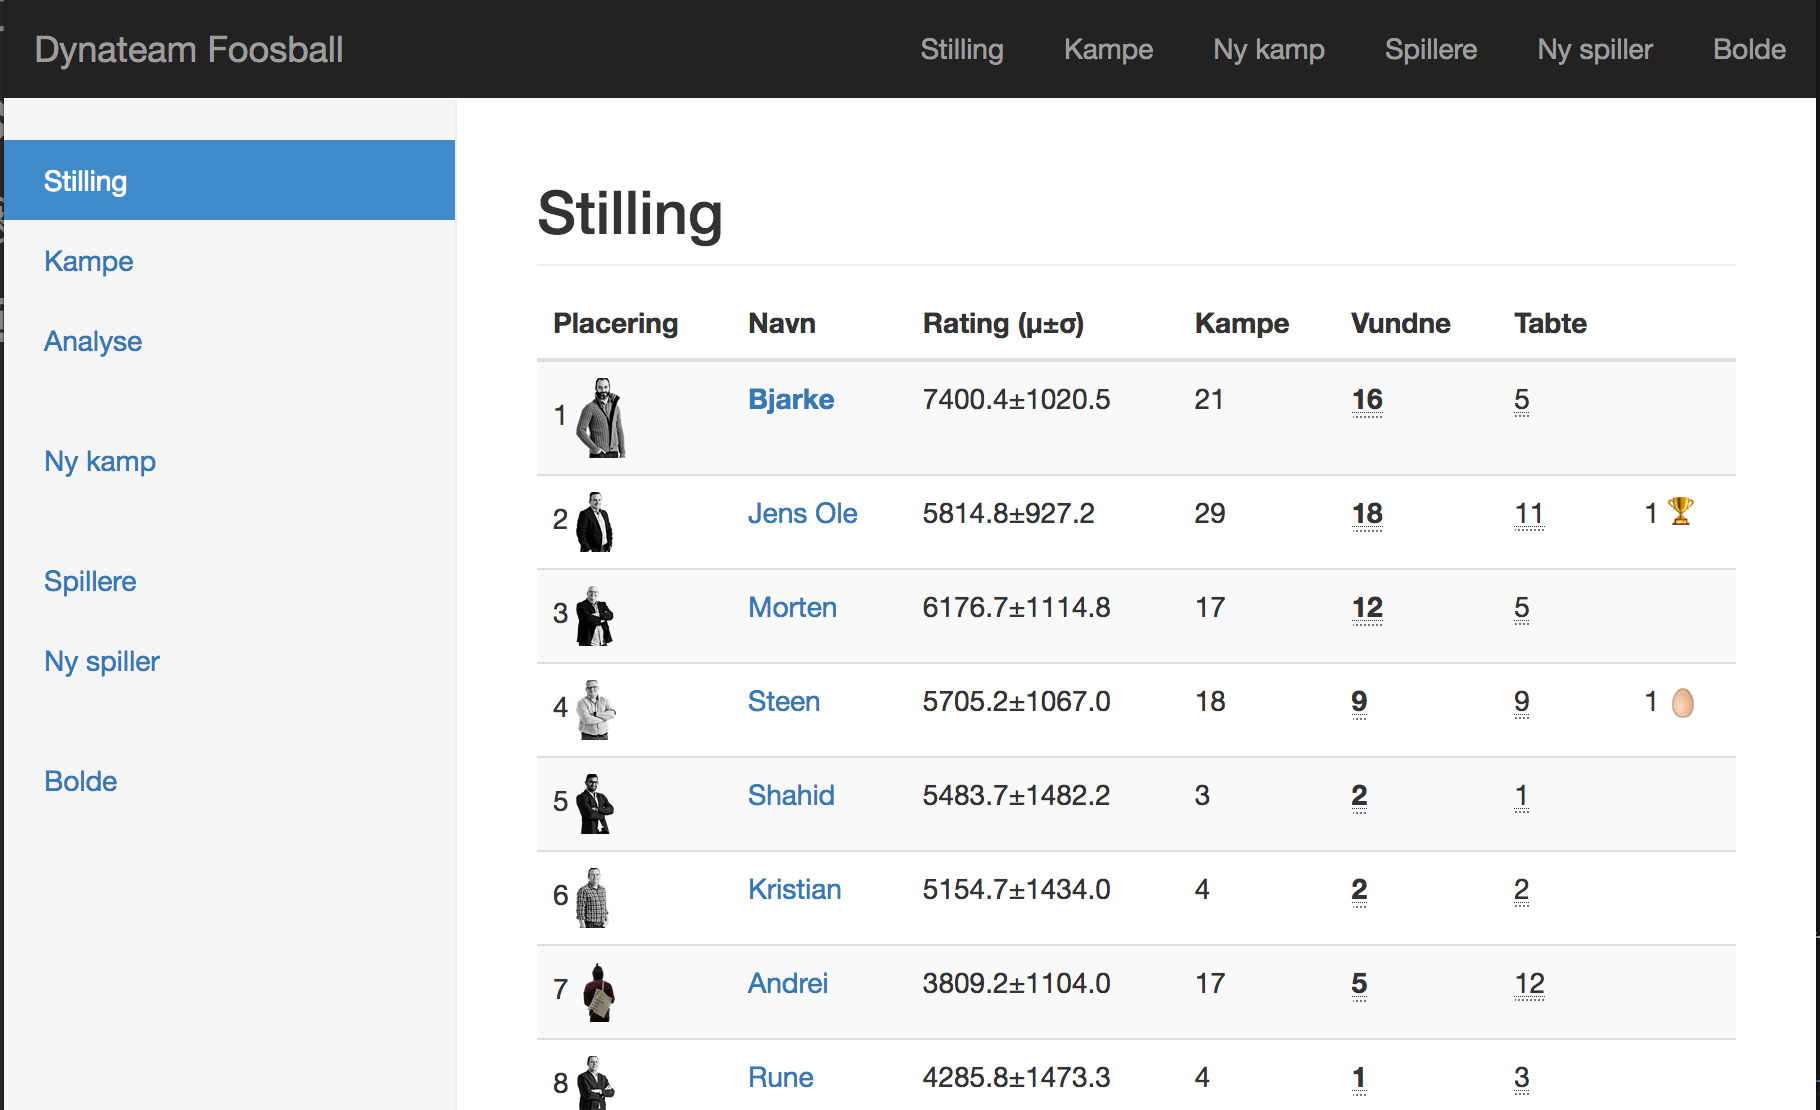 Dynateam Foosball Stilling Kampe Ny kamp Spillere Ny spiller Bolde
Stilling
Kampe
Analyse
Ny kamp
Spillere
Ny spiller
Bolde
Stilling
Placering Navn Rating (μ±σ) Kampe Vundne Tabte
1 Bjarke 7400.4±1020.5 21 16 5
2 Jens Ole 5814.8±927.2 29 18 11 1 🏆
3 Morten 6176.7±1114.8 17 12 5
4 Steen 5705.2±1067.0 18 9 9 1 🥚
5 Shahid 5483.7±1482.2 3 2 1
6 Kristian 5154.7±1434.0 4 2 2
7 Andrei 3809.2±1104.0 17 5 12
8 Rune 4285.8±1473.3 4 1 3